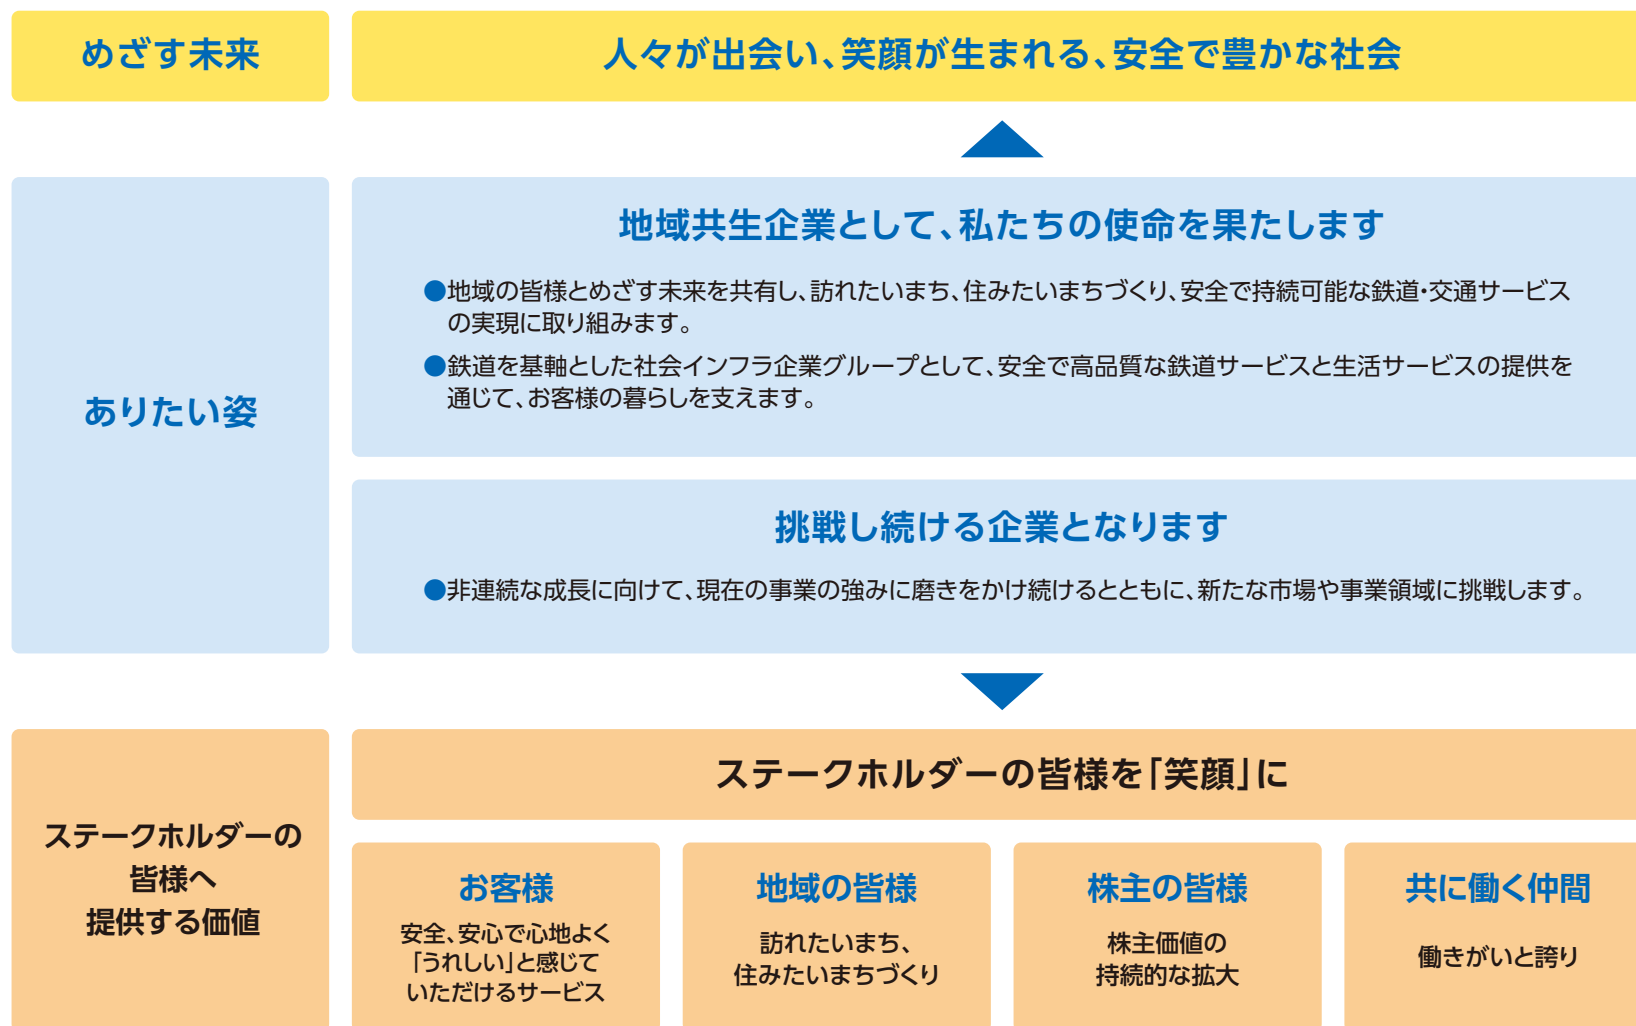 めざす未来
人々が出会い、笑顔が生まれる、安全で豊かな社会
ありたい姿
地域共生企業として、私たちの使命を果たします
●地域の皆様とめざす未来を共有し、訪れたいまち、住みたいまちづくり、安全で持続可能な鉄道・交通サービス
の実現に取り組みます。
●鉄道を基軸とした社会インフラ企業グループとして、安全で高品質な鉄道サービスと生活サービスの提供を
通じて、お客様の暮らしを支えます。
挑戦し続ける企業となります
●非連続な成長に向けて、現在の事業の強みに磨きをかけ続けるとともに、新たな市場や事業領域に挑戦します。
ステークホルダーの
皆様へ
提供する価値
ステークホルダーの皆様を「笑顔」に
お客様
安全、安心で心地よく
「うれしい」と感じて
いただけるサービス
地域の皆様
訪れたいまち、
住みたいまちづくり
株主の皆様
株主価値の
持続的な拡大
共に働く仲間
働きがいと誇り